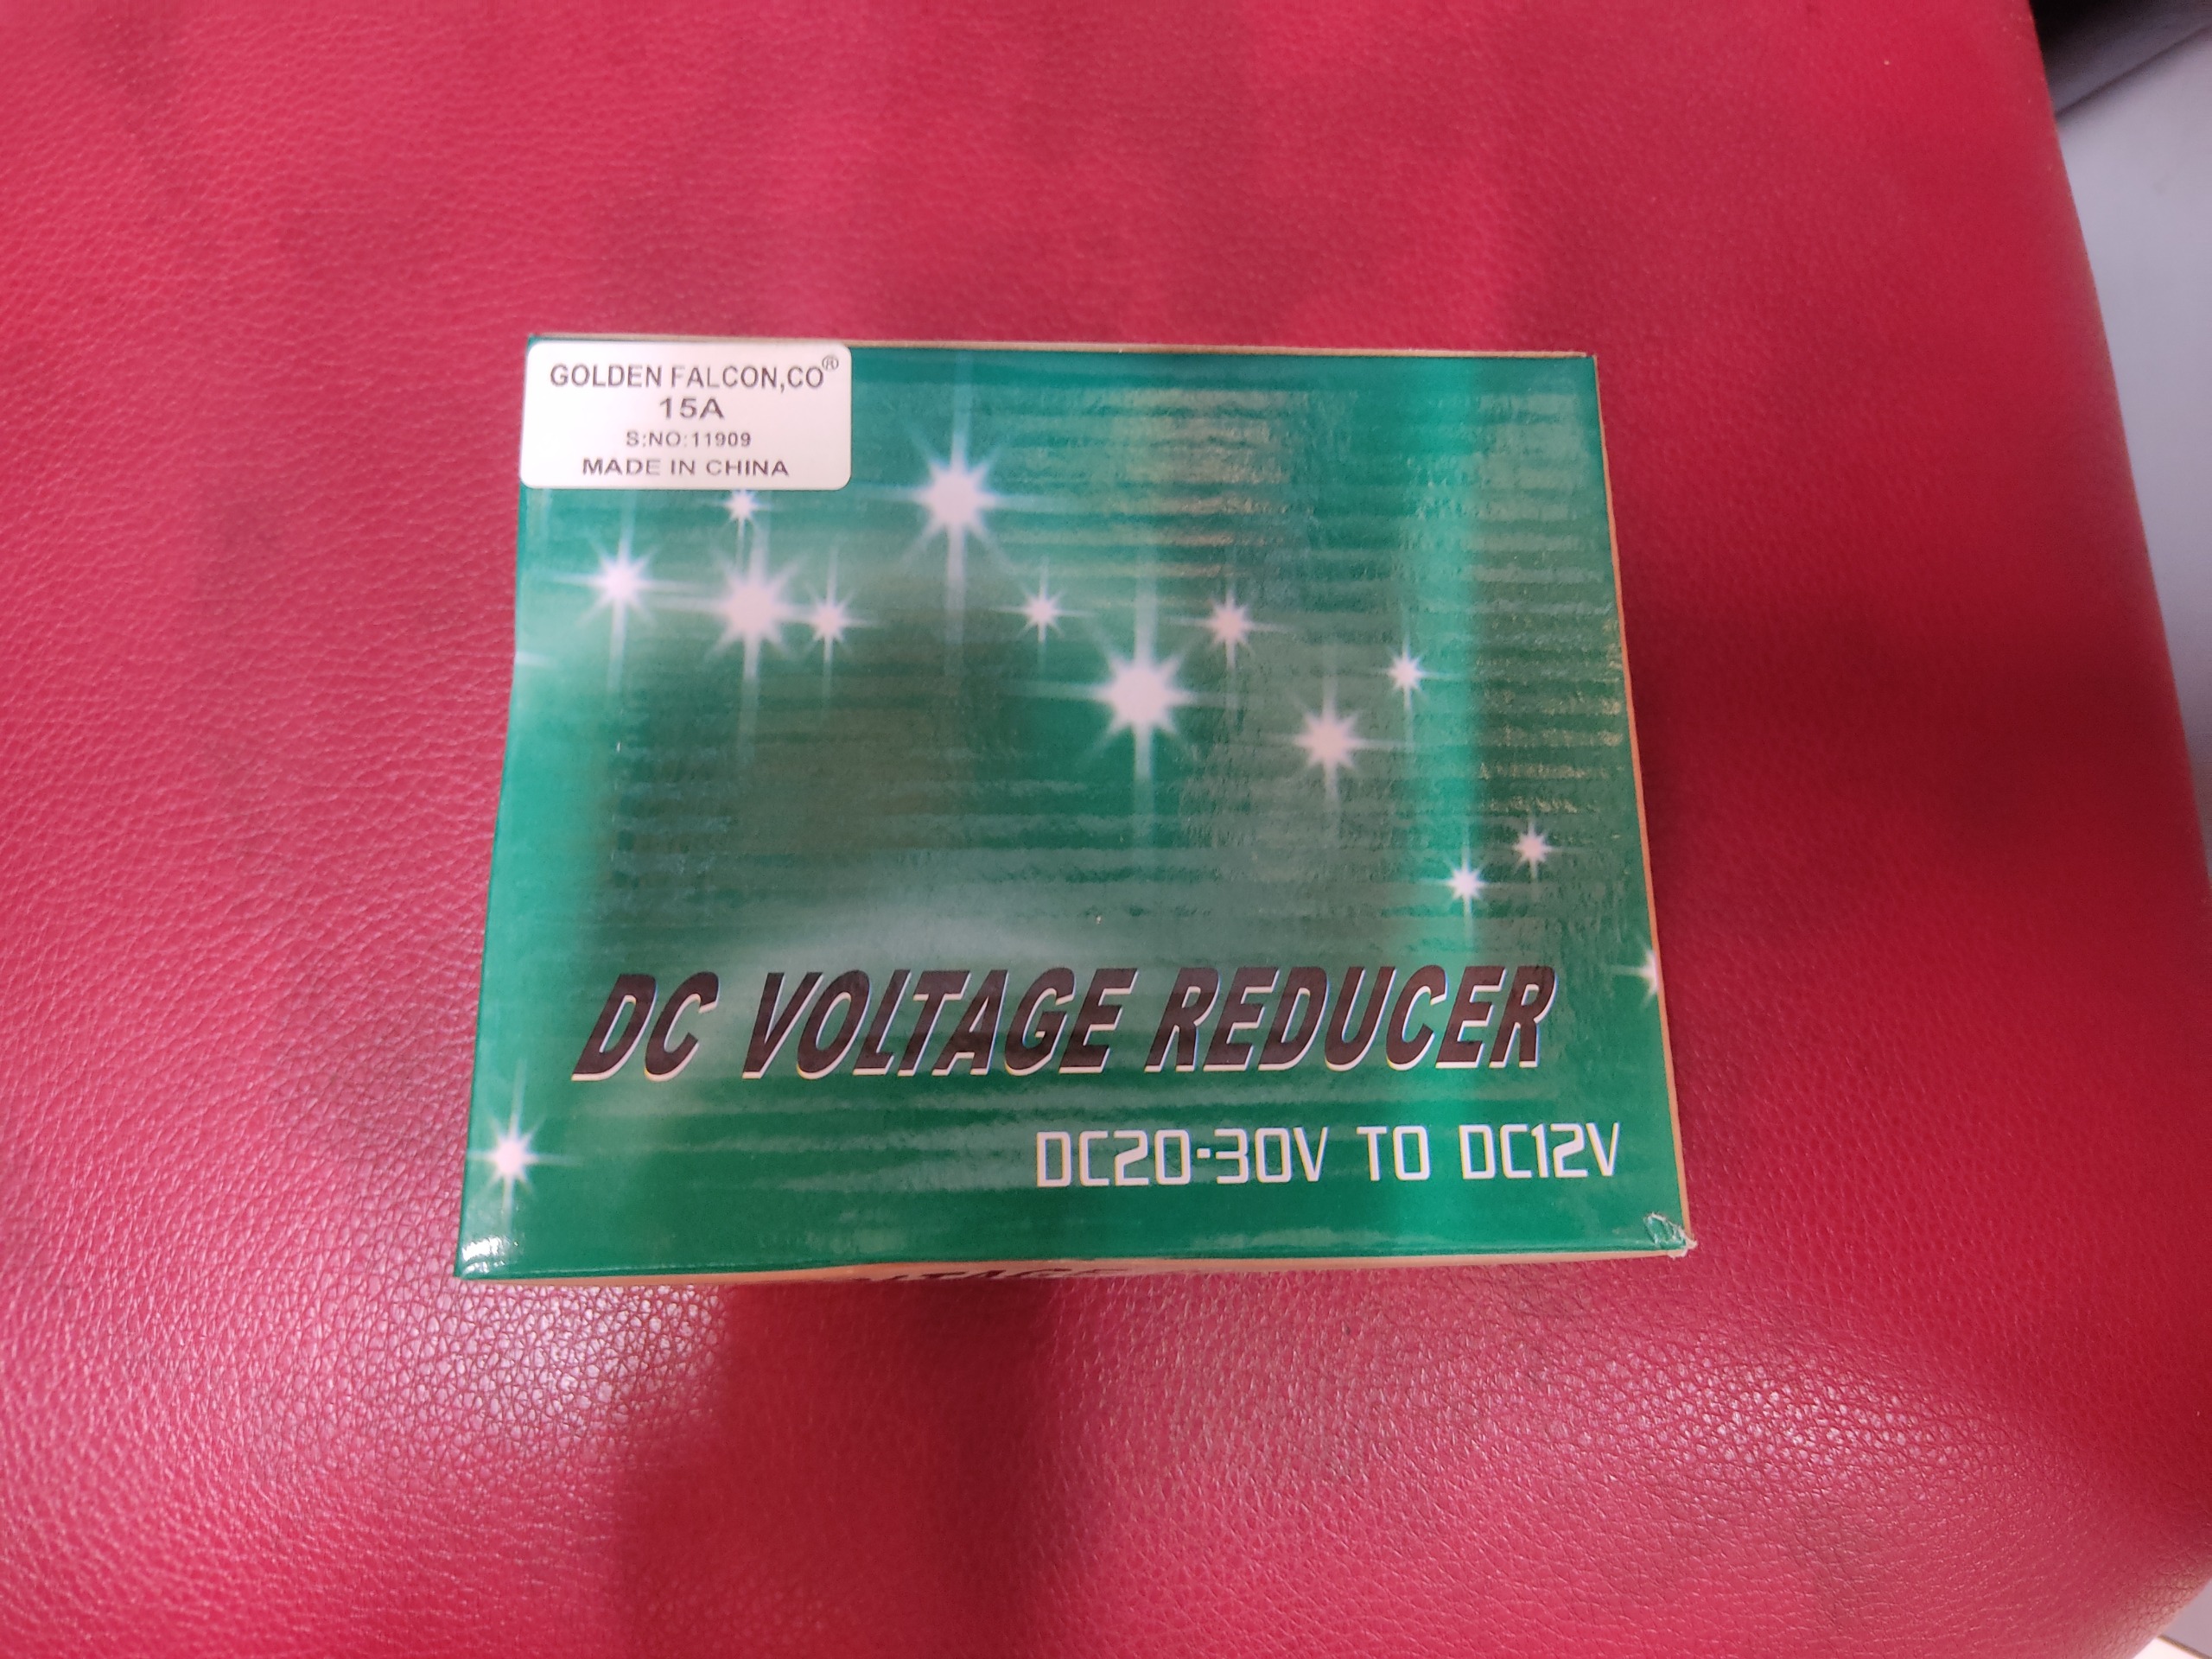 GOLDEN FALCON,CO®
15A
S:NO:11909
MADE IN CHINA
DC VOLTAGE REDUCER
DC20-30V TO DC12V